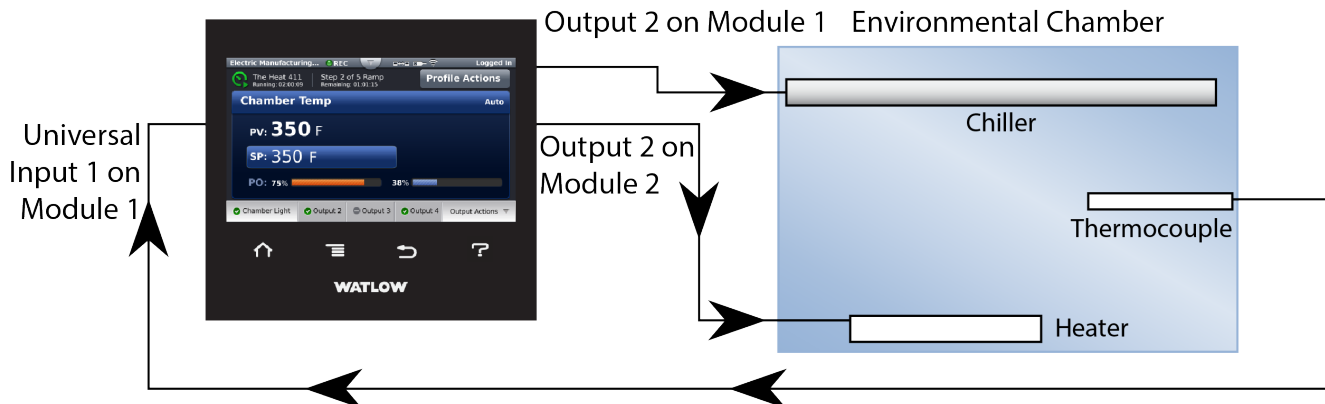 Output 2 on Module 1
Environmental Chamber
Electric Manufacturing... REC
Logged In
The Heat 411
Running: 02:00:09
Step 2 of 5 Ramp
Remaining: 01:01:15
Profile Actions
Chamber Temp
Auto
PV: 350 F
SP: 350 F
PO: 75%
38%
Chamber Light
Output 2
Output 3
Output 4
Output Actions
WATLOW
Universal
Input 1 on
Module 1
Output 2 on
Module 2
Chiller
Thermocouple
Heater